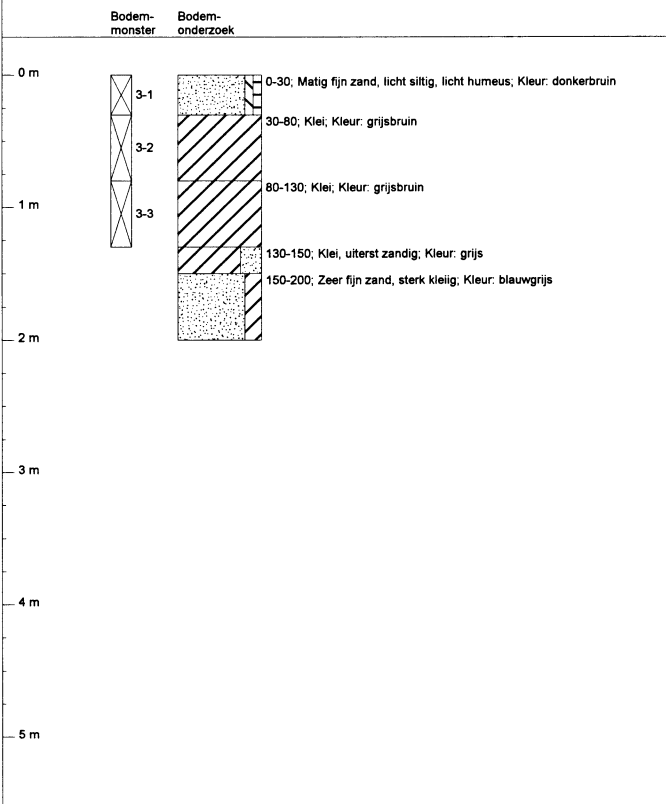 Bodem-
monster
Bodem-
onderzoek
0 m
3-1
0-30; Matig fijn zand, licht siltig, licht humeus; Kleur: donkerbruin
30-80; Klei; Kleur: grijsbruin
3-2
80-130; Klei; Kleur: grijsbruin
1 m
3-3
130-150; Klei, uiterst zandig; Kleur: grijs
150-200; Zeer fijn zand, sterk kleiig; Kleur: blauwgrijs
2 m
3 m
4 m
5 m